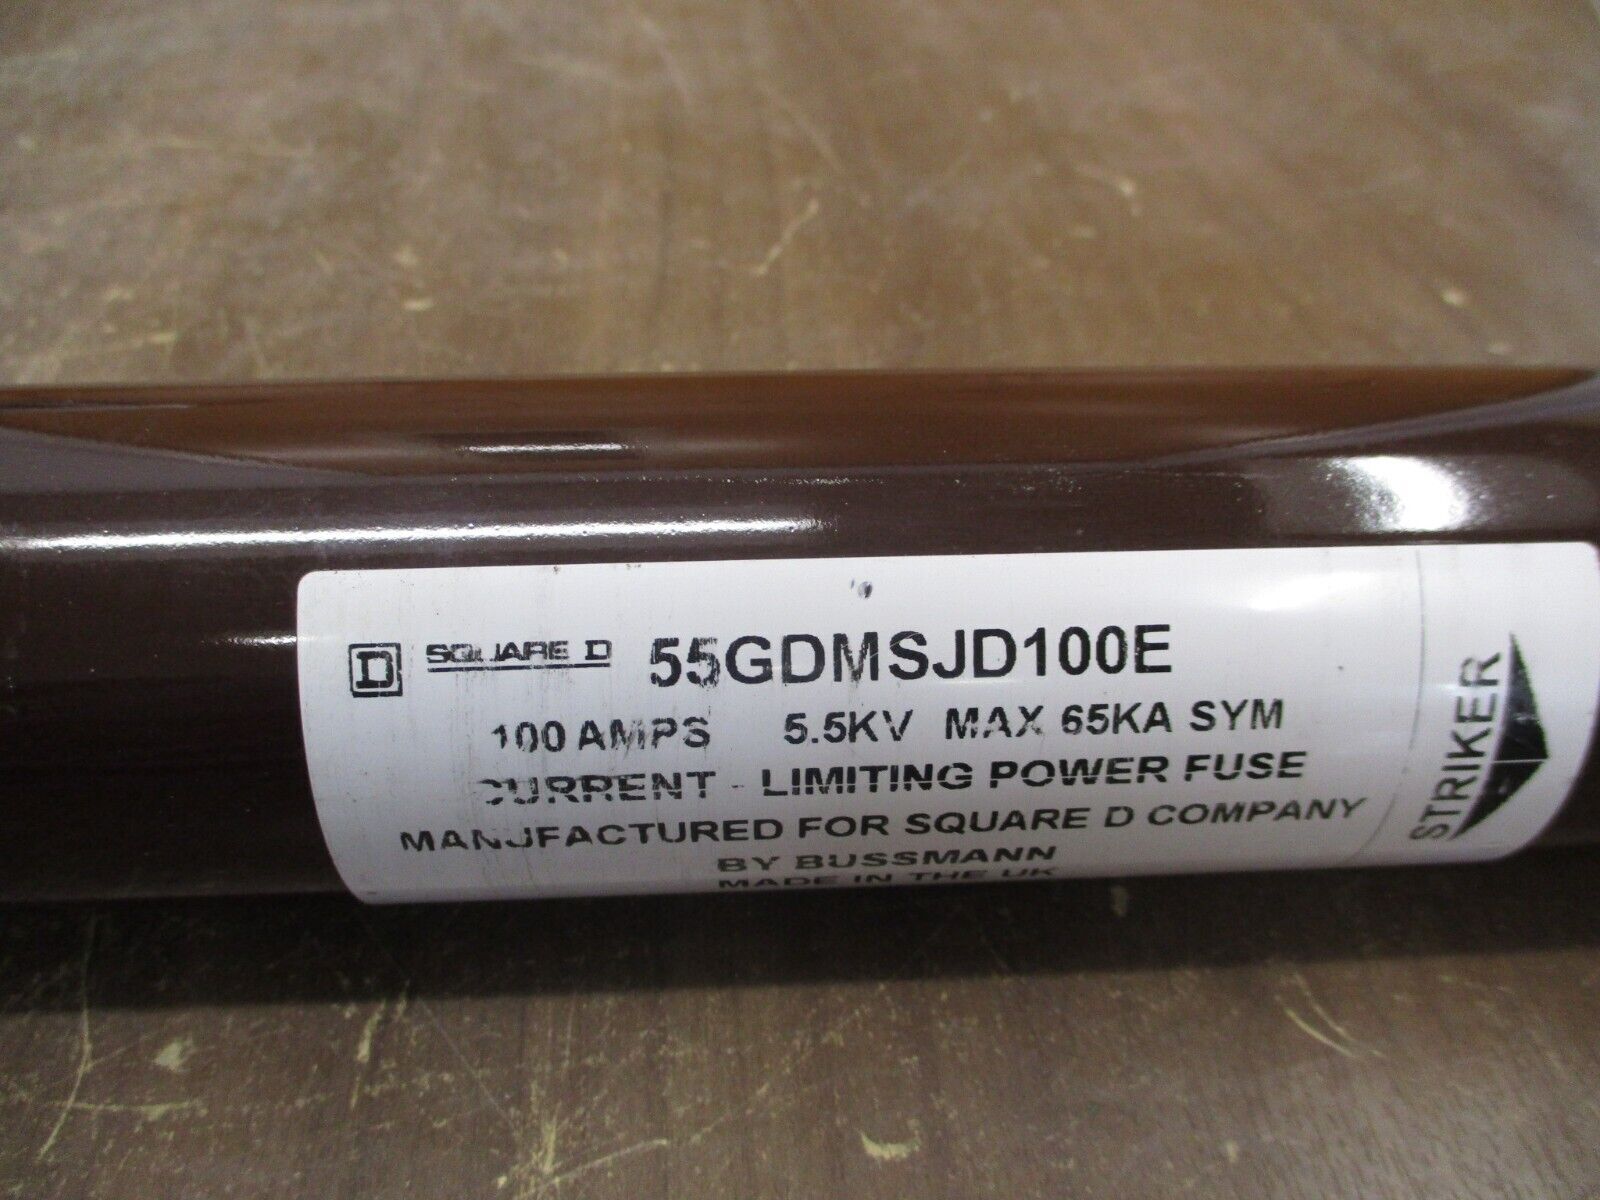 D SQUARE D 55GDMSJD100E
100 AMPS 5.5KV MAX 65KA SYM
CURRENT - LIMITING POWER FUSE
MANUFACTURED FOR SQUARE D COMPANY
BY BUSSMANN
MADE IN THE UK
STRIKER